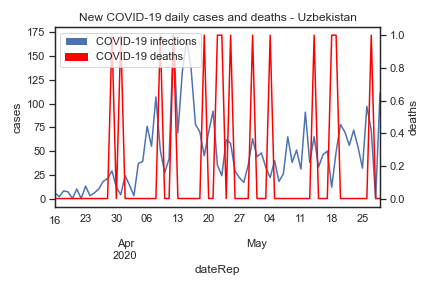 New COVID-19 daily cases and deaths - Uzbekistan
COVID-19 infections
COVID-19 deaths
175
150
125
100
75
50
25
0
cases
1.0
0.8
0.6
0.4
0.2
0.0
deaths
16 23 30 06 13 20 27 04 11 18 25
Apr May
2020
dateRep